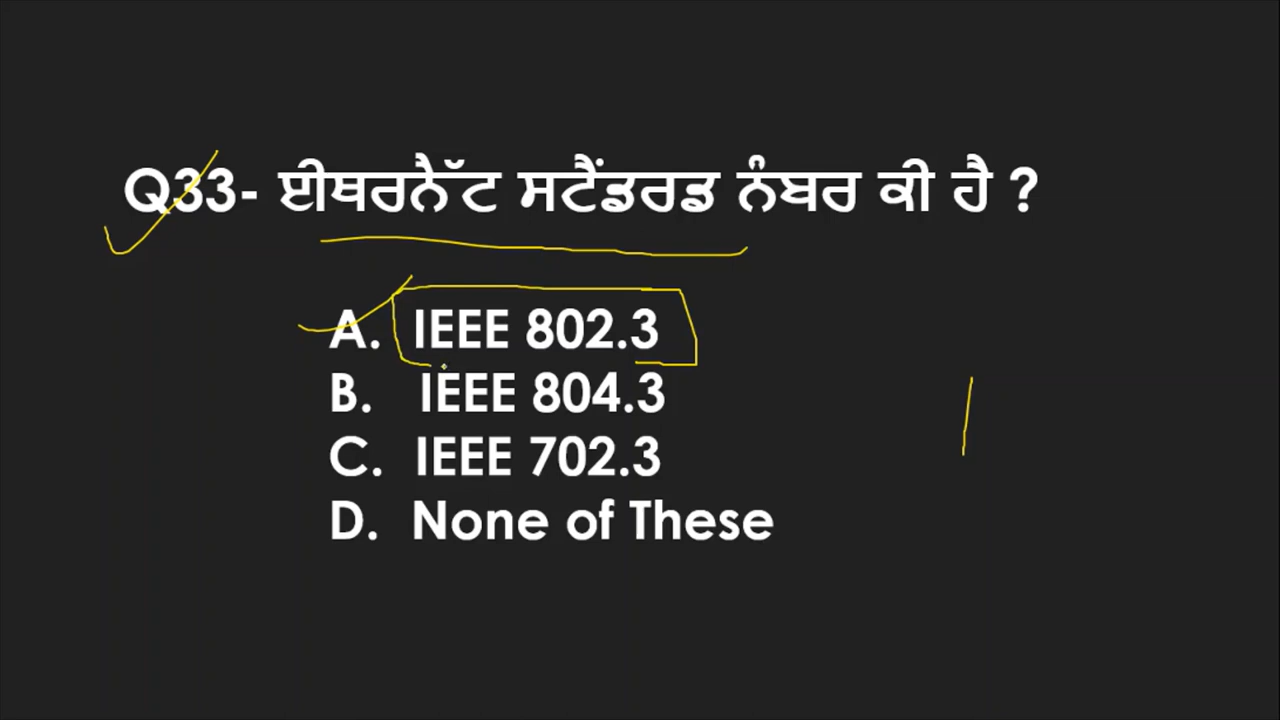 Q33- ਈਥਰਨੈੱਟ ਸਟੈਂਡਰਡ ਨੰਬਰ ਕੀ ਹੈ ?
A. IEEE 802.3
B. IEEE 804.3
C. IEEE 702.3
D. None of These